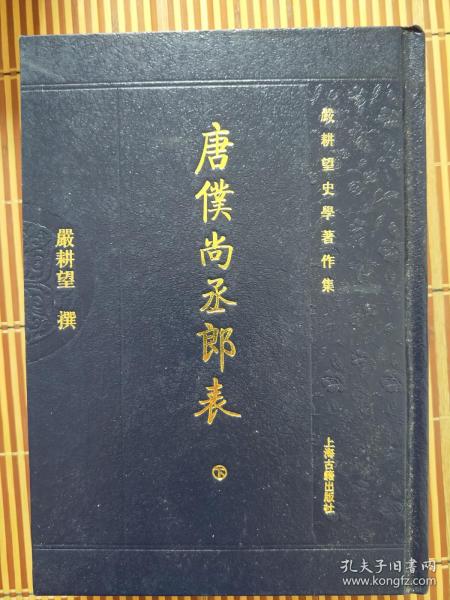 嚴耕望史學著作集
唐僕尚丞郎表
下
嚴耕望 撰
上海古籍出版社
孔夫子旧书网
www.kongfz.com